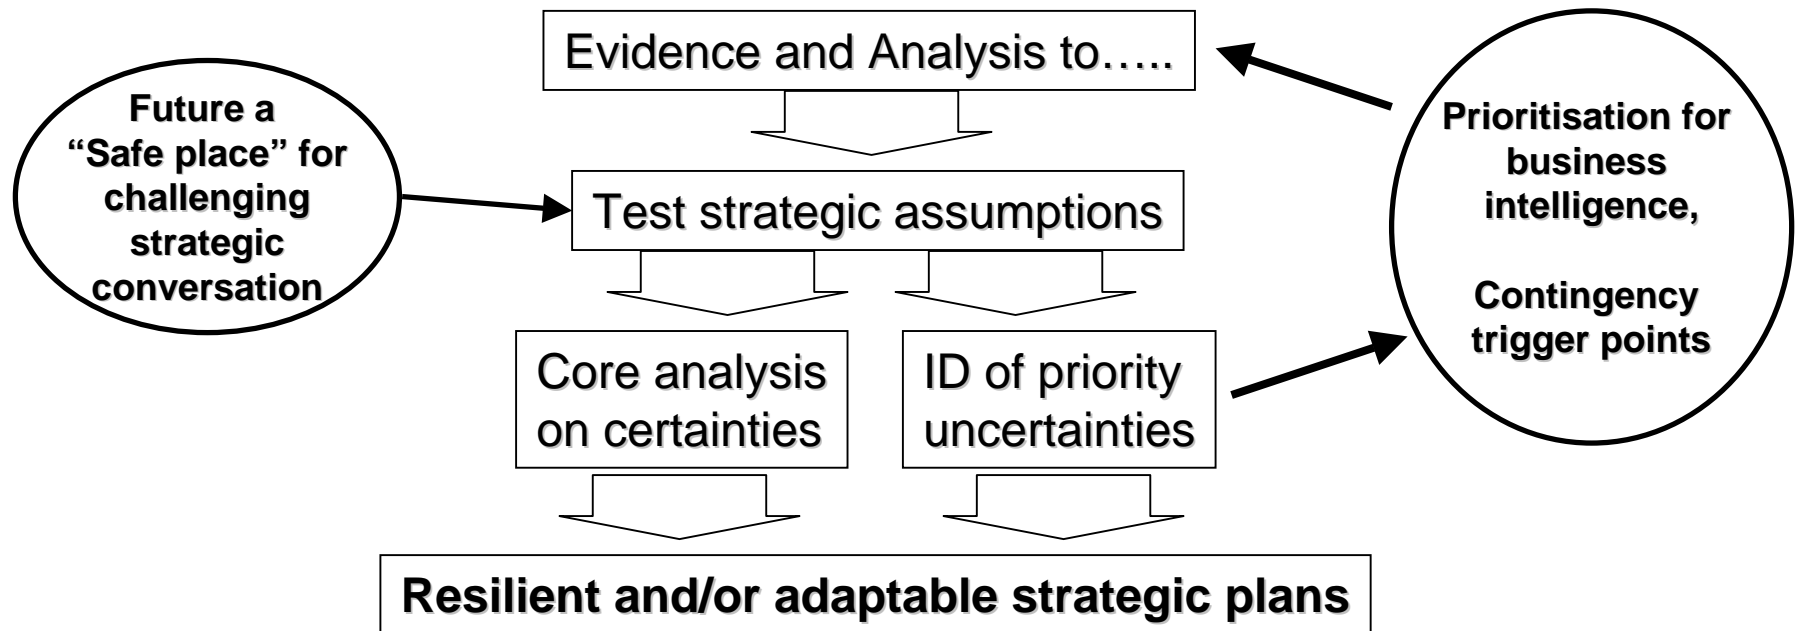 Evidence and Analysis to…..
Future a
“Safe place” for
challenging
strategic
conversation
Prioritisation for
business
intelligence,
Contingency
trigger points
Test strategic assumptions
Core analysis
on certainties
ID of priority
uncertainties
Resilient and/or adaptable strategic plans